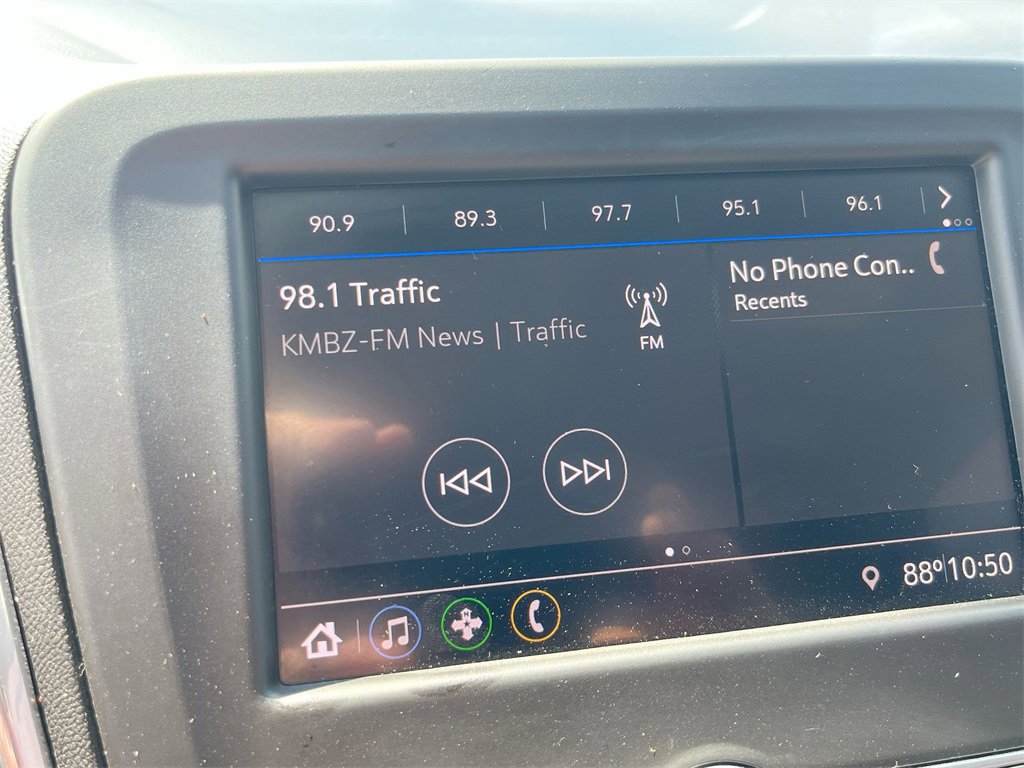 90.9 89.3 97.7 95.1 96.1
98.1 Traffic
KMBZ-FM News | Traffic
FM
No Phone Con..
Recents
N
88º 10:50